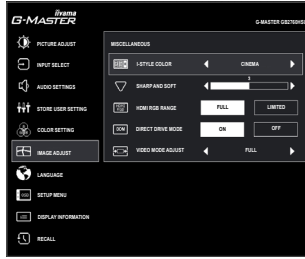 iiyama
G-MASTER
G-MASTER GB2760HSU
PICTURE ADJUST
MISCELLANEOUS
INPUT SELECT
I-STYLE COLOR
CINEMA
AUDIO SETTINGS
SHARP AND SOFT
3
STORE USER SETTING
HDMI RGB RANGE
FULL
LIMITED
COLOR SETTING
DDM
DIRECT DRIVE MODE
ON
OFF
IMAGE ADJUST
VIDEO MODE ADJUST
FULL
LANGUAGE
SETUP MENU
DISPLAY INFORMATION
RECALL